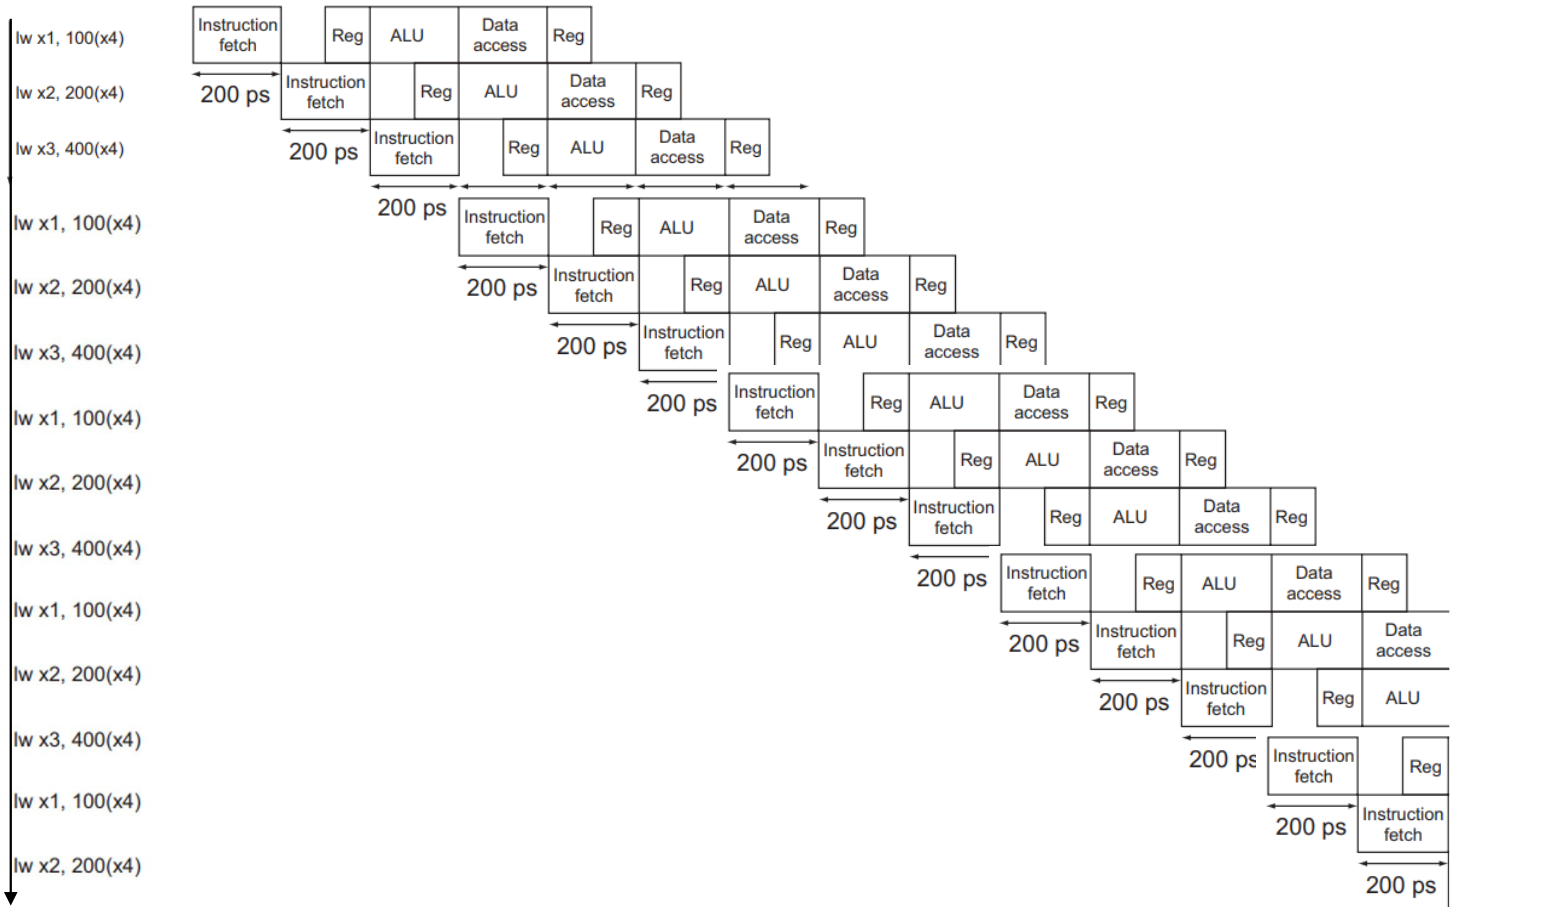 lw x1, 100(x4) Instruction fetch Reg ALU Data access Reg
200 ps
lw x2, 200(x4) Instruction fetch Reg ALU Data access Reg
200 ps
lw x3, 400(x4) Instruction fetch Reg ALU Data access Reg
200 ps
lw x1, 100(x4) Instruction fetch Reg ALU Data access Reg
200 ps
lw x2, 200(x4) Instruction fetch Reg ALU Data access Reg
200 ps
lw x3, 400(x4) Instruction fetch Reg ALU Data access Reg
200 ps
lw x1, 100(x4) Instruction fetch Reg ALU Data access Reg
200 ps
lw x2, 200(x4) Instruction fetch Reg ALU Data access Reg
200 ps
lw x3, 400(x4) Instruction fetch Reg ALU Data access Reg
200 ps
lw x1, 100(x4) Instruction fetch Reg ALU Data access Reg
200 ps
lw x2, 200(x4) Instruction fetch Reg ALU Data access
200 ps
lw x3, 400(x4) Instruction fetch Reg ALU
200 ps
lw x1, 100(x4) Instruction fetch Reg
200 ps
lw x2, 200(x4) Instruction fetch
200 ps